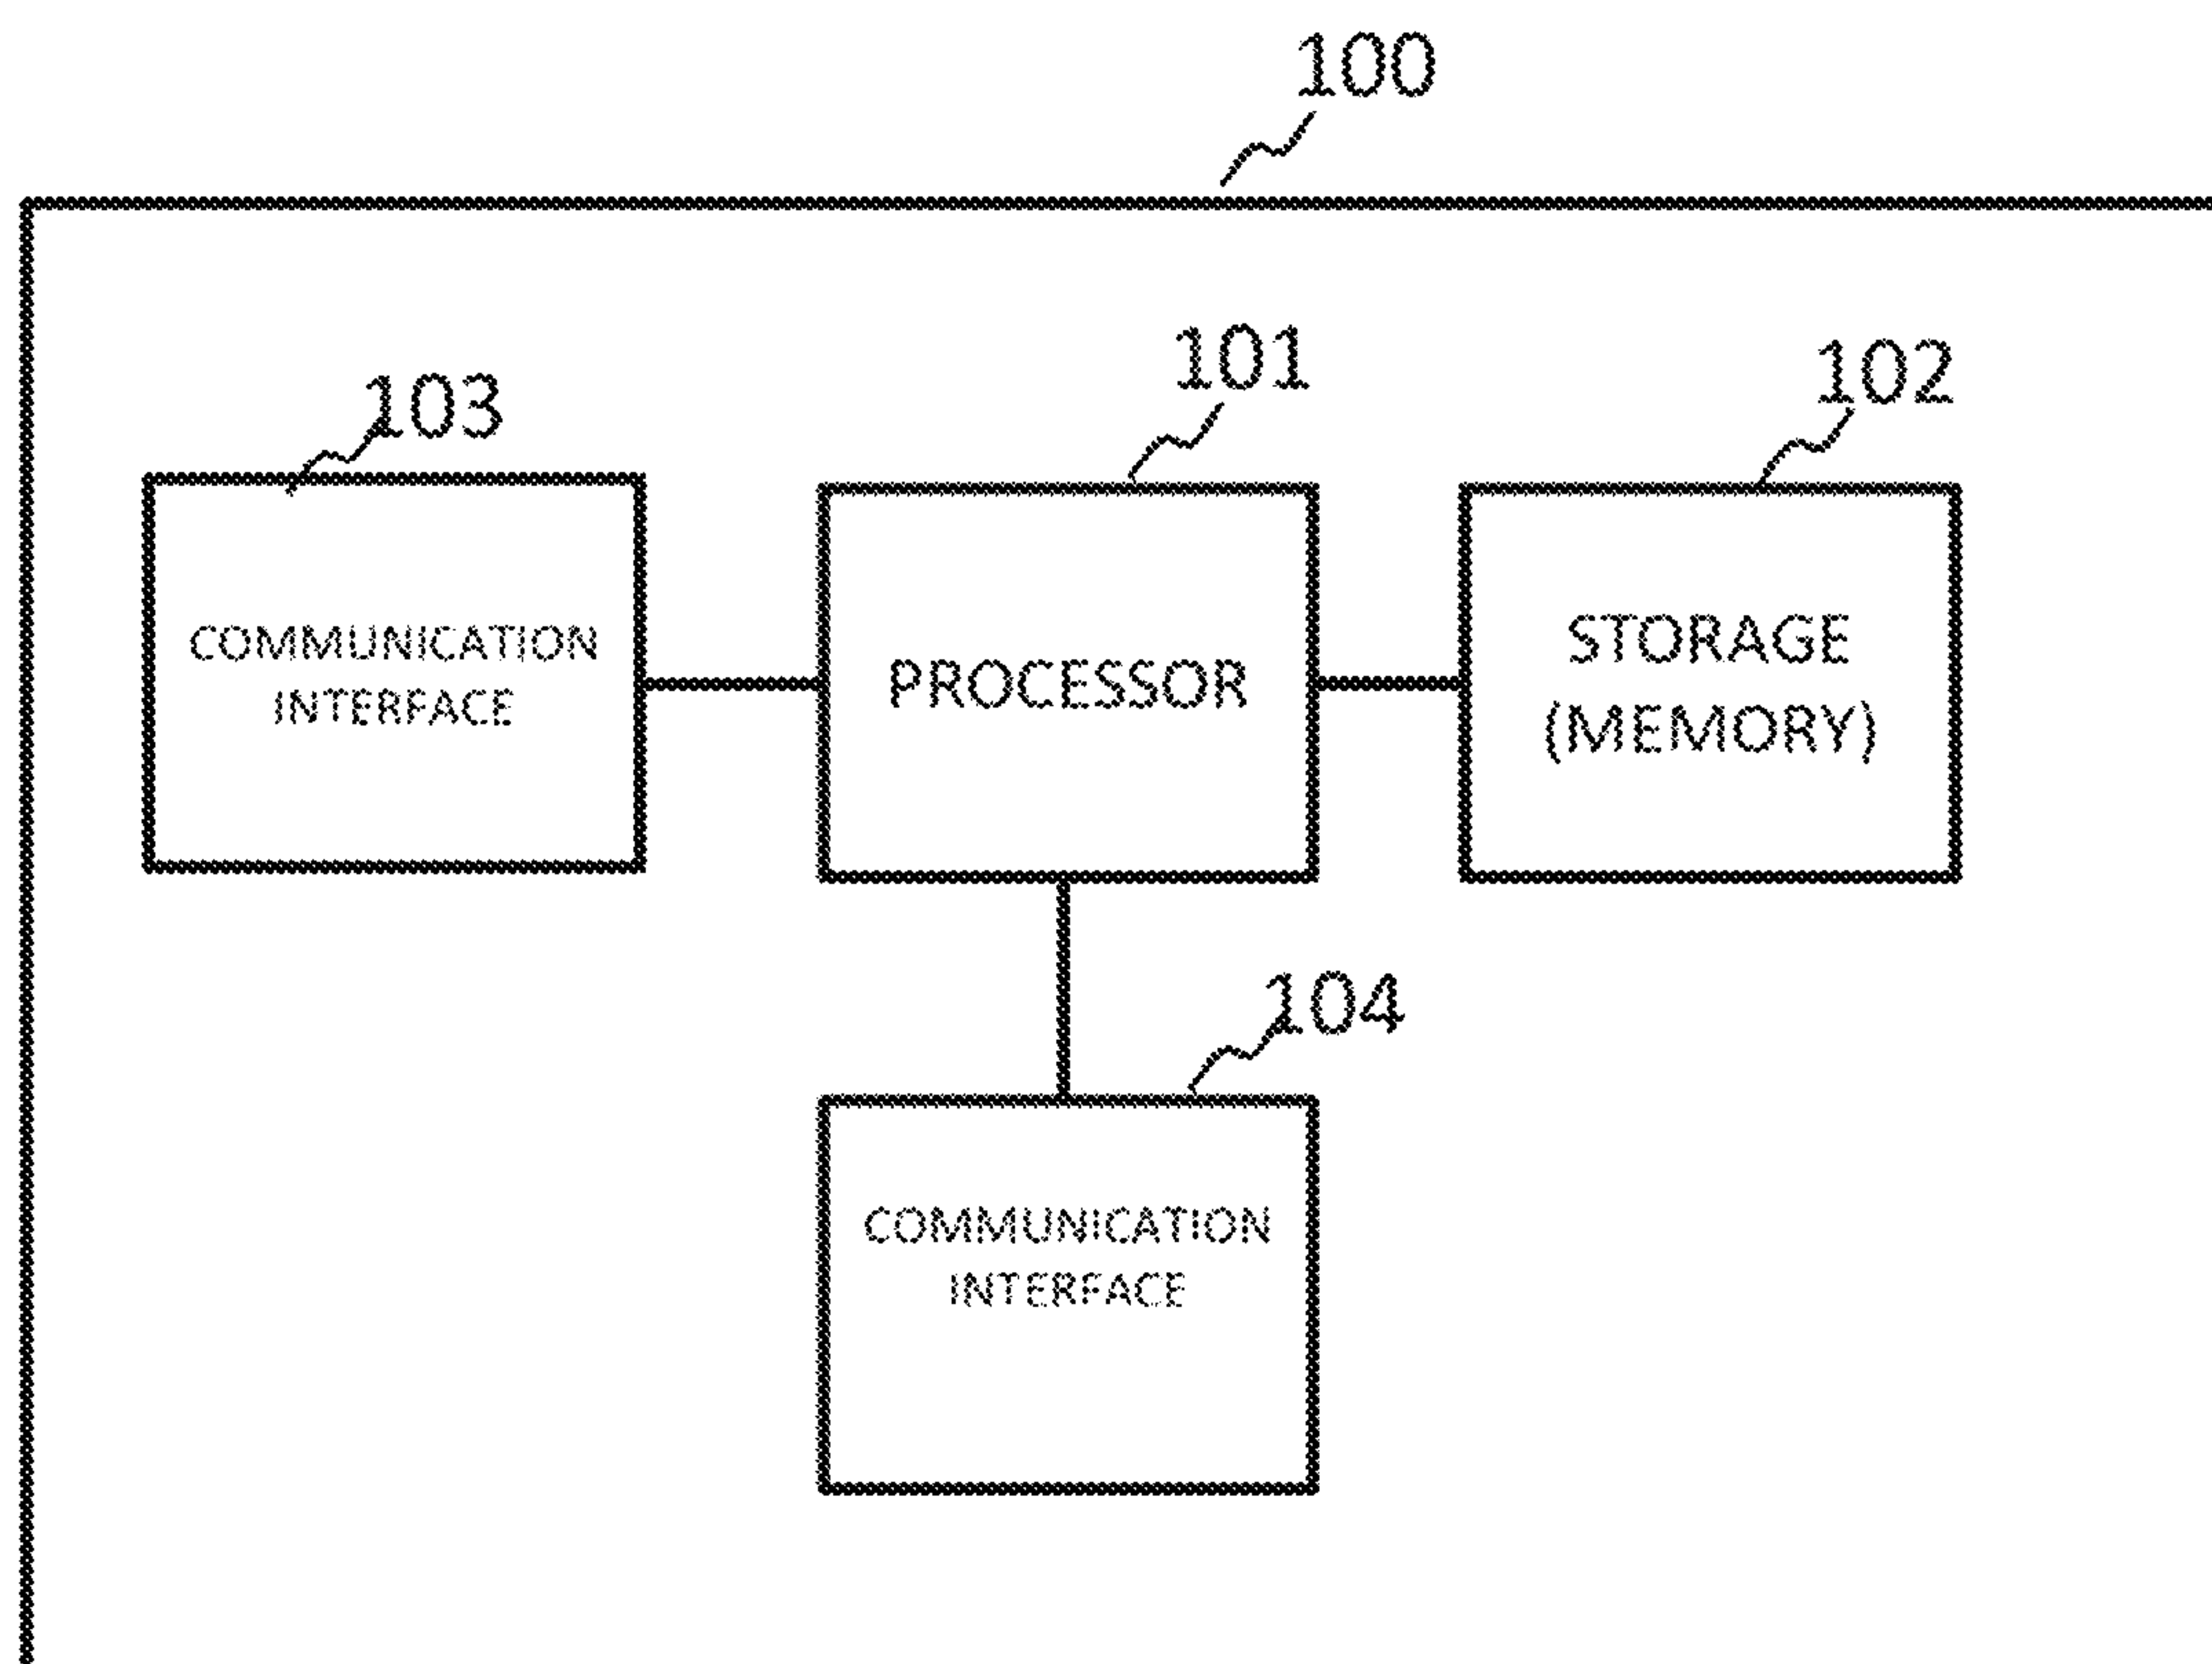 100
103
101
102
COMMUNICATION
INTERFACE
PROCESSOR
STORAGE
(MEMORY)
104
COMMUNICATION
INTERFACE